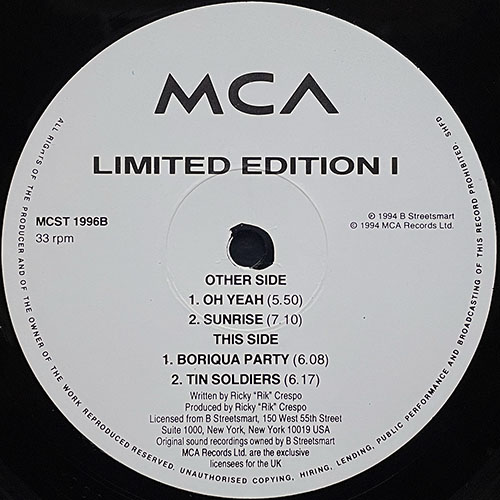 MCA
LIMITED EDITION I
MCST 1996B
33 rpm
℗ 1994 B Streetsmart
© 1994 MCA Records Ltd.
OTHER SIDE
1. OH YEAH (5.50)
2. SUNRISE (7.10)
THIS SIDE
1. BORIQUA PARTY (6.08)
2. TIN SOLDIERS (6.17)
Written by Ricky "Rik" Crespo
Produced by Ricky "Rik" Crespo
Licensed from B Streetsmart, 150 West 55th Street
Suite 1000, New York, New York 10019 USA
Original sound recordings owned by B Streetsmart
MCA Records Ltd. are the exclusive
licensees for the UK
ALL RIGHTS OF THE PRODUCER AND OF THE OWNER OF THE WORK REPRODUCED RESERVED. UNAUTHORISED COPYING, HIRING, LENDING, PUBLIC PERFORMANCE AND BROADCASTING OF THIS RECORD PROHIBITED. SHFD